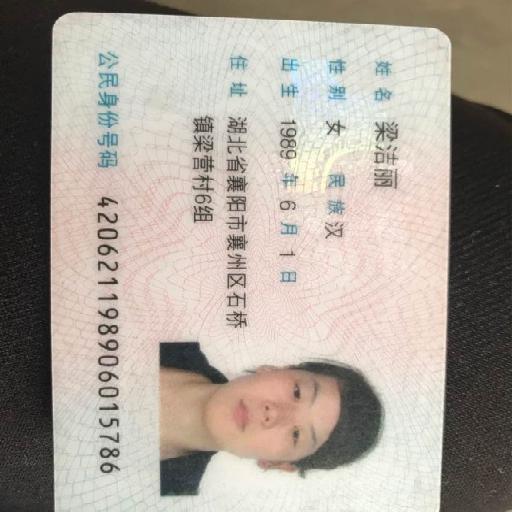 姓名 梁洁丽
性别 女 民族 汉
出生 1989 年 6 月 1 日
住址 湖北省襄阳市襄州区石桥
镇梁营村6组
公民身份号码 420621198906015786